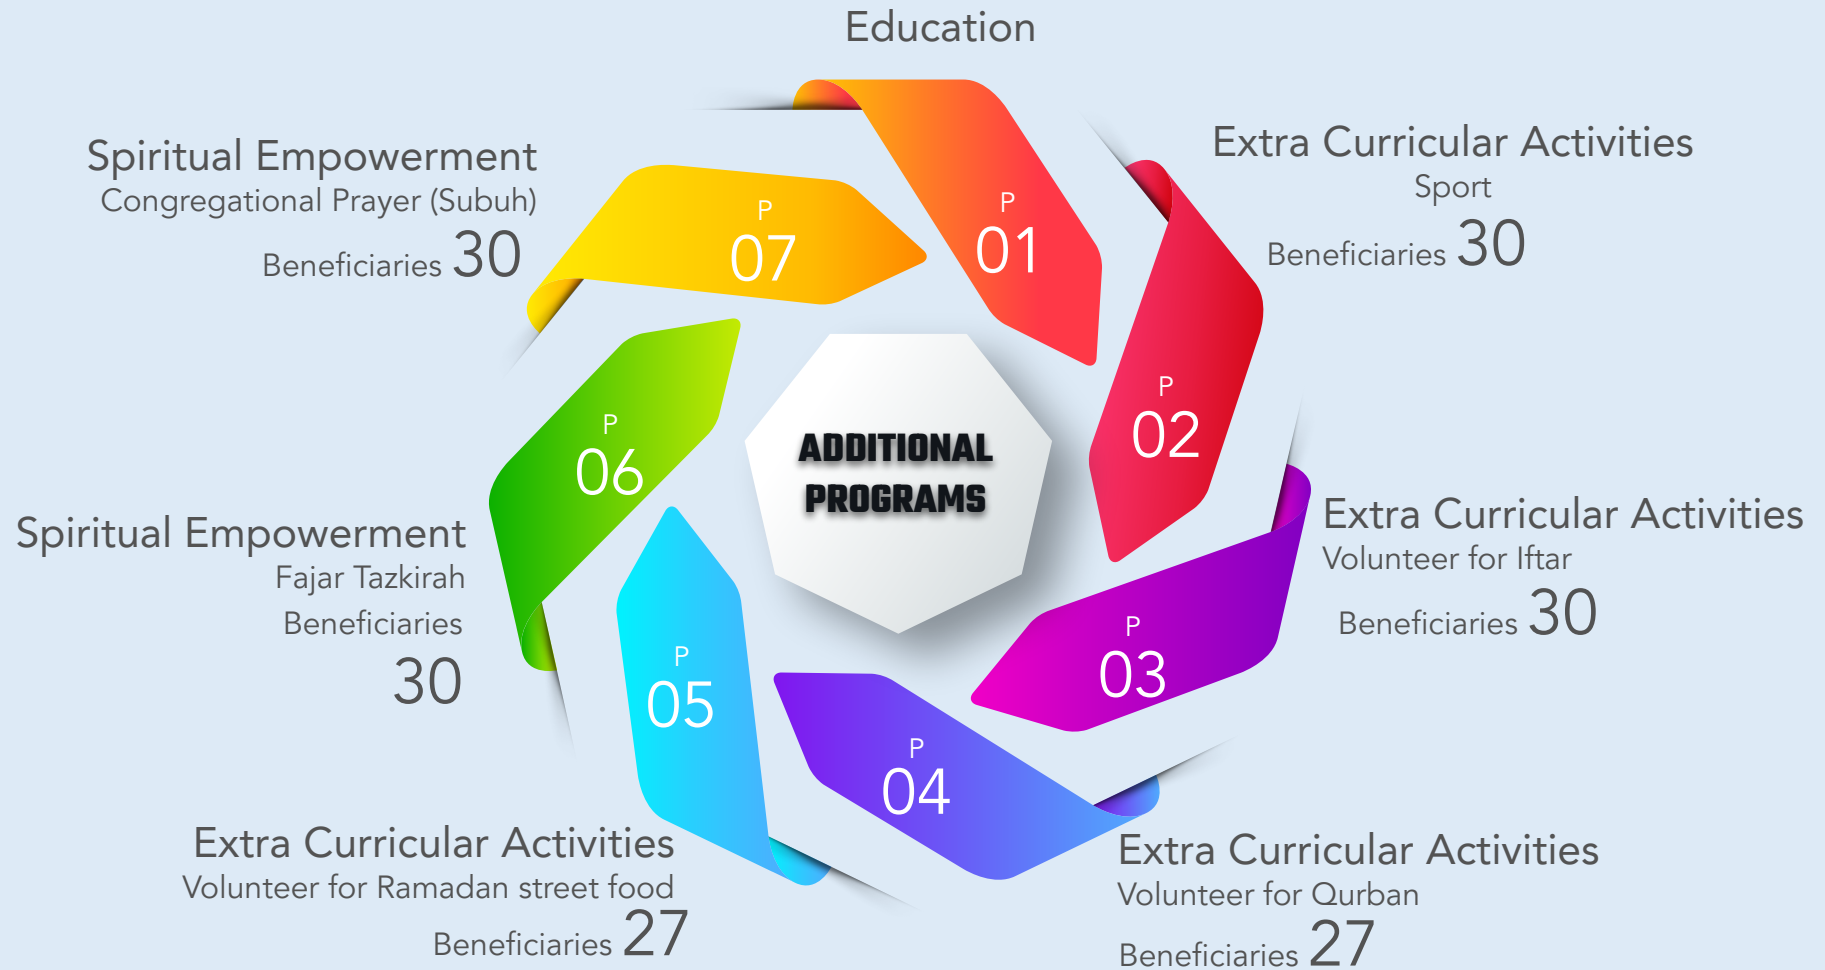 Education
P
01
Extra Curricular Activities
Sport
Beneficiaries 30
P
02
Extra Curricular Activities
Volunteer for Iftar
Beneficiaries 30
P
03
Extra Curricular Activities
Volunteer for Qurban
Beneficiaries 27
P
04
Extra Curricular Activities
Volunteer for Ramadan street food
Beneficiaries 27
P
05
Spiritual Empowerment
Fajar Tazkirah
Beneficiaries
30
P
06
Spiritual Empowerment
Congregational Prayer (Subuh)
Beneficiaries 30
P
07
ADDITIONAL
PROGRAMS